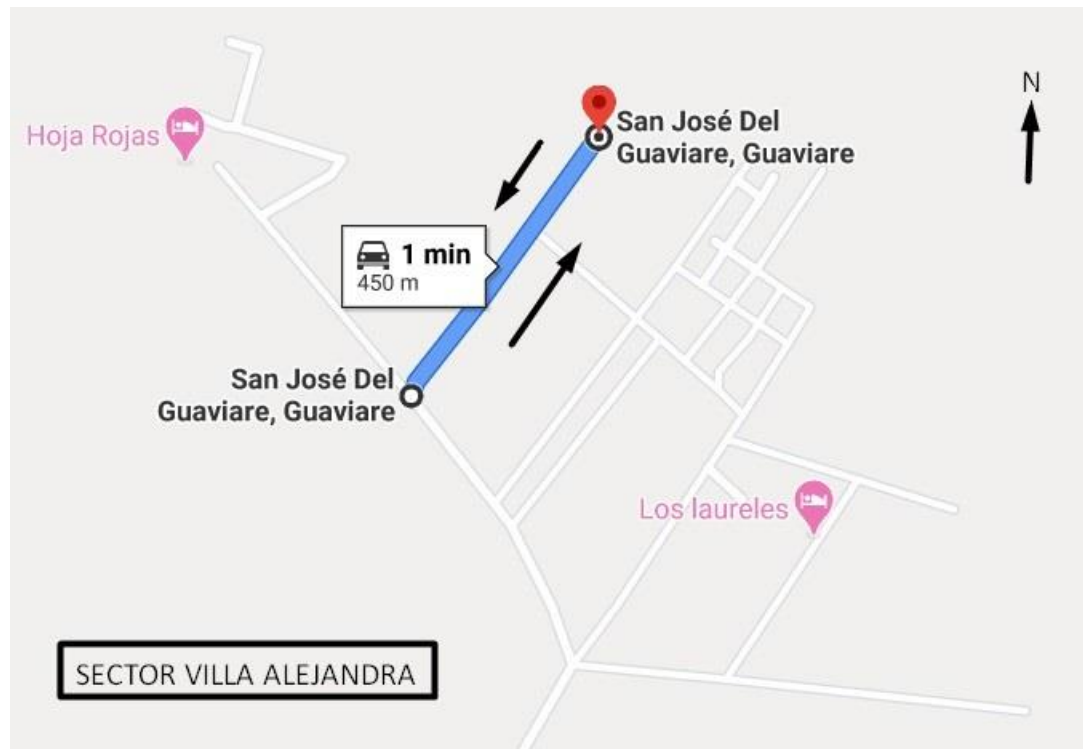 N
San José Del
Guaviare, Guaviare
Hoja Rojas
1 min
450 m
San José Del
Guaviare, Guaviare
Los laureles
SECTOR VILLA ALEJANDRA